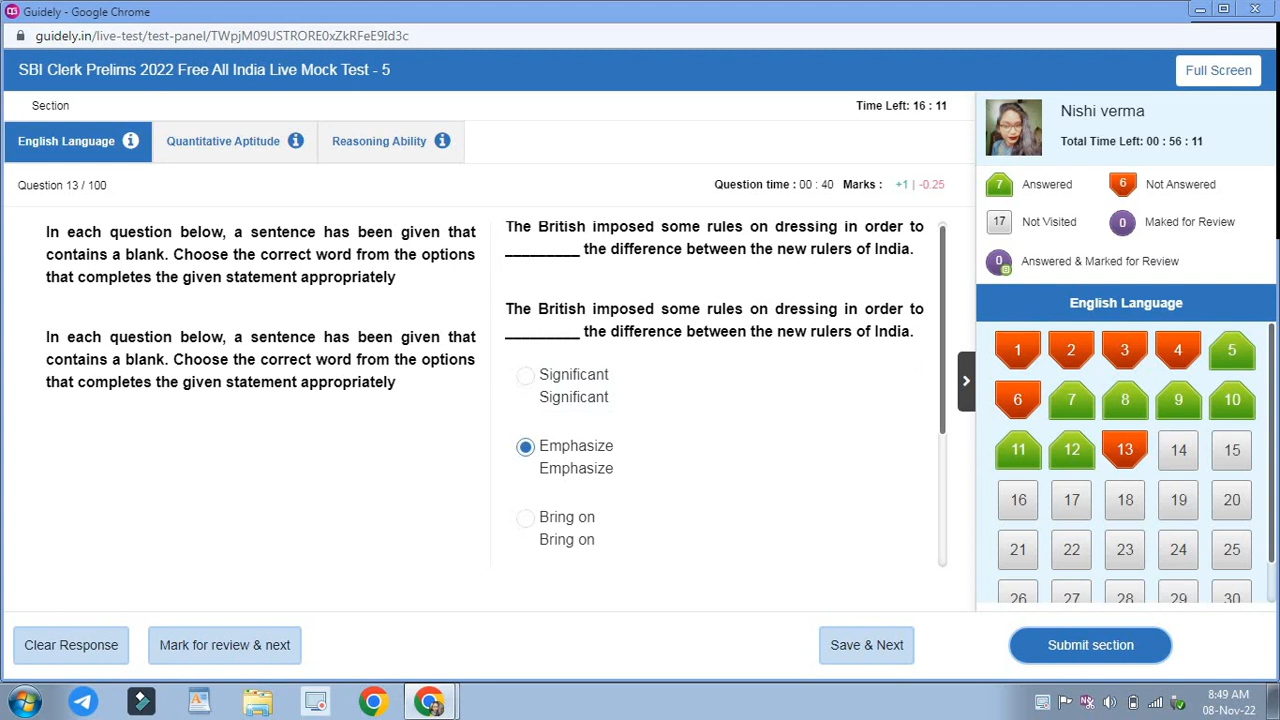 Guidely - Google Chrome
guidely.in/live-test/test-panel/TWpjM09USTRORE0xZkRFeE9Id3c
SBI Clerk Prelims 2022 Free All India Live Mock Test - 5
Full Screen
Section
Time Left: 16 : 11
English Language
Quantitative Aptitude
Reasoning Ability
Question 13 / 100
Question time : 00 : 40 Marks : +1 | -0.25
In each question below, a sentence has been given that
contains a blank. Choose the correct word from the options
that completes the given statement appropriately
In each question below, a sentence has been given that
contains a blank. Choose the correct word from the options
that completes the given statement appropriately
The British imposed some rules on dressing in order to
_________ the difference between the new rulers of India.
The British imposed some rules on dressing in order to
_________ the difference between the new rulers of India.
Significant
Significant
Emphasize
Emphasize
Bring on
Bring on
Nishi verma
Total Time Left: 00 : 56 : 11
7 Answered
6 Not Answered
17 Not Visited
0 Maked for Review
0 Answered & Marked for Review
English Language
1 2 3 4 5
6 7 8 9 10
11 12 13 14 15
16 17 18 19 20
21 22 23 24 25
26 27 28 29 30
Clear Response
Mark for review & next
Save & Next
Submit section
8:49 AM
08-Nov-22